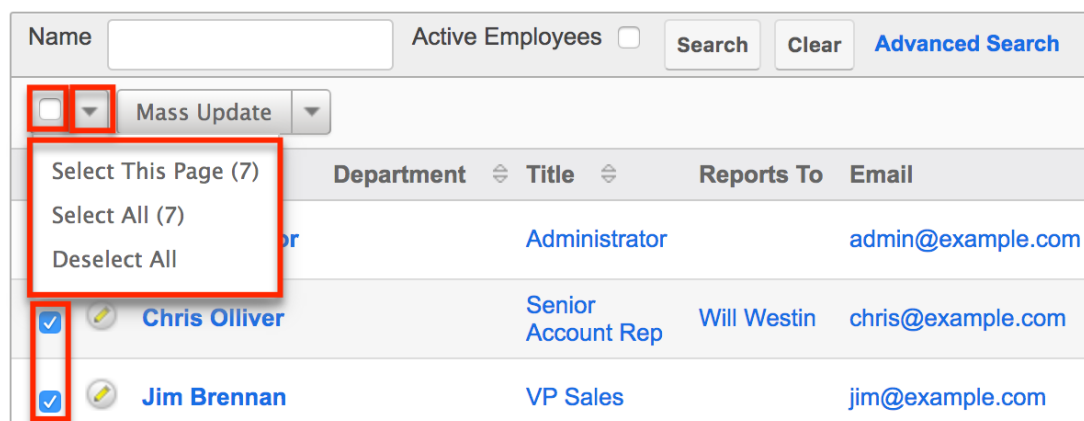 Name Active Employees Search Clear Advanced Search
Mass Update
Select This Page (7) Department Title Reports To Email
Select All (7)
or Administrator admin@example.com
Deselect All
Chris Olliver Senior Account Rep Will Westin chris@example.com
Jim Brennan VP Sales jim@example.com